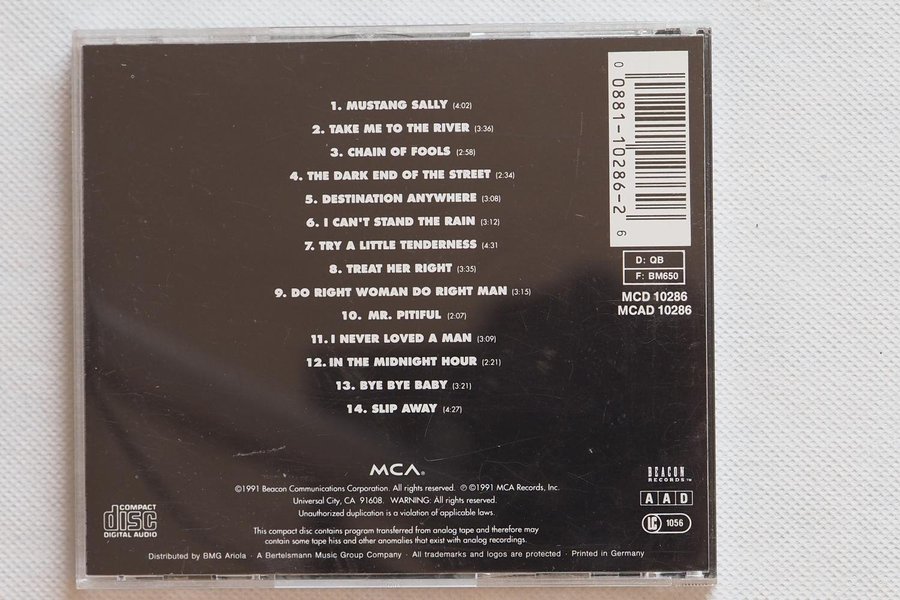 1. MUSTANG SALLY (4:02)
2. TAKE ME TO THE RIVER (3:36)
3. CHAIN OF FOOLS (2:58)
4. THE DARK END OF THE STREET (2:34)
5. DESTINATION ANYWHERE (3:08)
6. I CAN'T STAND THE RAIN (3:12)
7. TRY A LITTLE TENDERNESS (4:31
8. TREAT HER RIGHT (3:35)
9. DO RIGHT WOMAN DO RIGHT MAN (3:15)
10. MR. PITIFUL (2:07)
11. I NEVER LOVED A MAN (3:09)
12. IN THE MIDNIGHT HOUR (2:21)
13. BYE BYE BABY (3:21)
14. SLIP AWAY (4:27)
0 0881-10286-2 6
D: QB
F: BM650
MCD 10286
MCAD 10286
MCA®
©1991 Beacon Communications Corporation. All rights reserved. ℗©1991 MCA Records, Inc.
Universal City, CA 91608. WARNING: All rights reserved.
Unauthorized duplication is a violation of applicable laws.
This compact disc contains program transferred from analog tape and therefore may
contain some tape hiss and other anomalies that exist with analog recordings.
Distributed by BMG Ariola · A Bertelsmann Music Group Company · All trademarks and logos are protected · Printed in Germany
COMPACT
disc
DIGITAL AUDIO
BEACON
RECORDS™
A A D
LC 1056